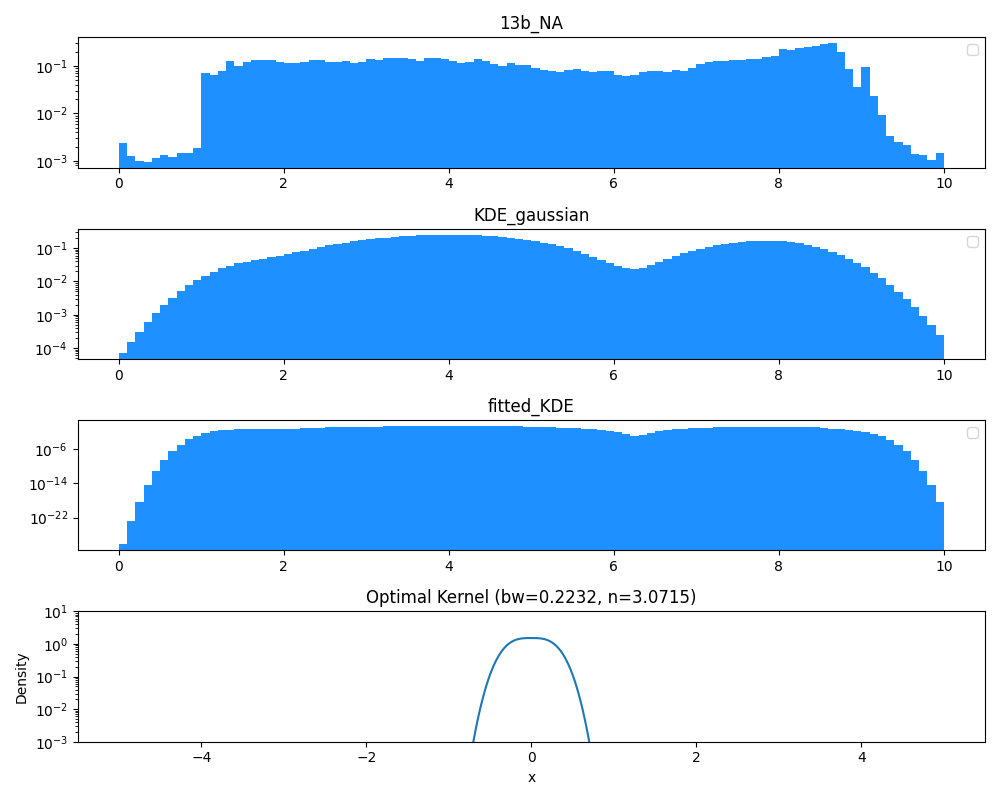 13b_NA
10⁻¹
10⁻²
10⁻³
0 2 4 6 8 10
KDE_gaussian
10⁻¹
10⁻²
10⁻³
10⁻⁴
0 2 4 6 8 10
fitted_KDE
10⁻⁶
10⁻¹⁴
10⁻²²
0 2 4 6 8 10
Optimal Kernel (bw=0.2232, n=3.0715)
Density
10¹
10⁰
10⁻¹
10⁻²
10⁻³
−4 −2 0 2 4
x